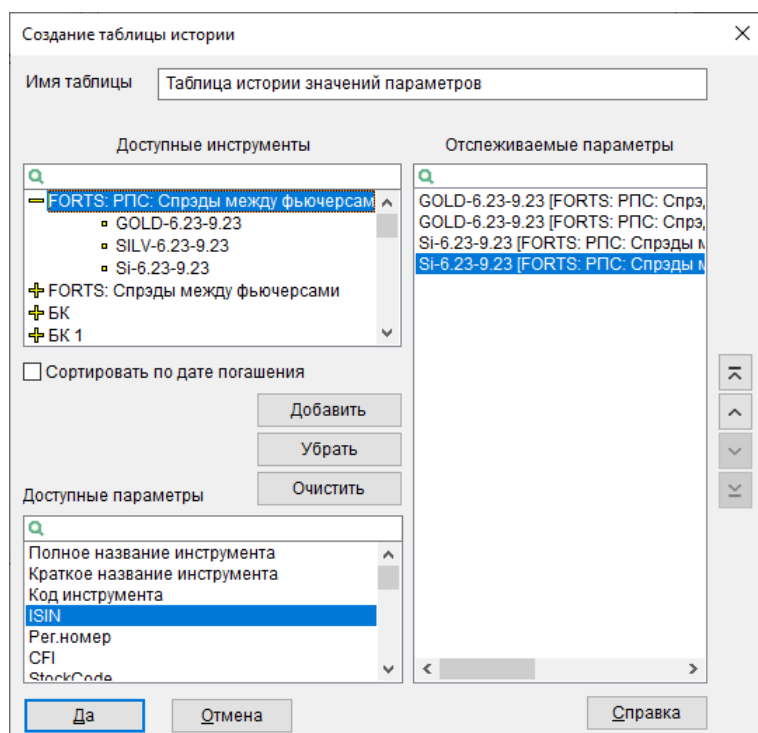 Создание таблицы истории
Имя таблицы
Таблица истории значений параметров
Доступные инструменты
FORTS: РПС: Спрэды между фьючерсам
GOLD-6.23-9.23
SILV-6.23-9.23
Si-6.23-9.23
FORTS: Спрэды между фьючерсами
БК
БК 1
Сортировать по дате погашения
Добавить
Убрать
Очистить
Доступные параметры
Полное название инструмента
Краткое название инструмента
Код инструмента
ISIN
Рег.номер
CFI
StockCode
Отслеживаемые параметры
GOLD-6.23-9.23 [FORTS: РПС: Спрэ
GOLD-6.23-9.23 [FORTS: РПС: Спрэ
Si-6.23-9.23 [FORTS: РПС: Спрэды
Si-6.23-9.23 [FORTS: РПС: Спрэды
Да
Отмена
Справка